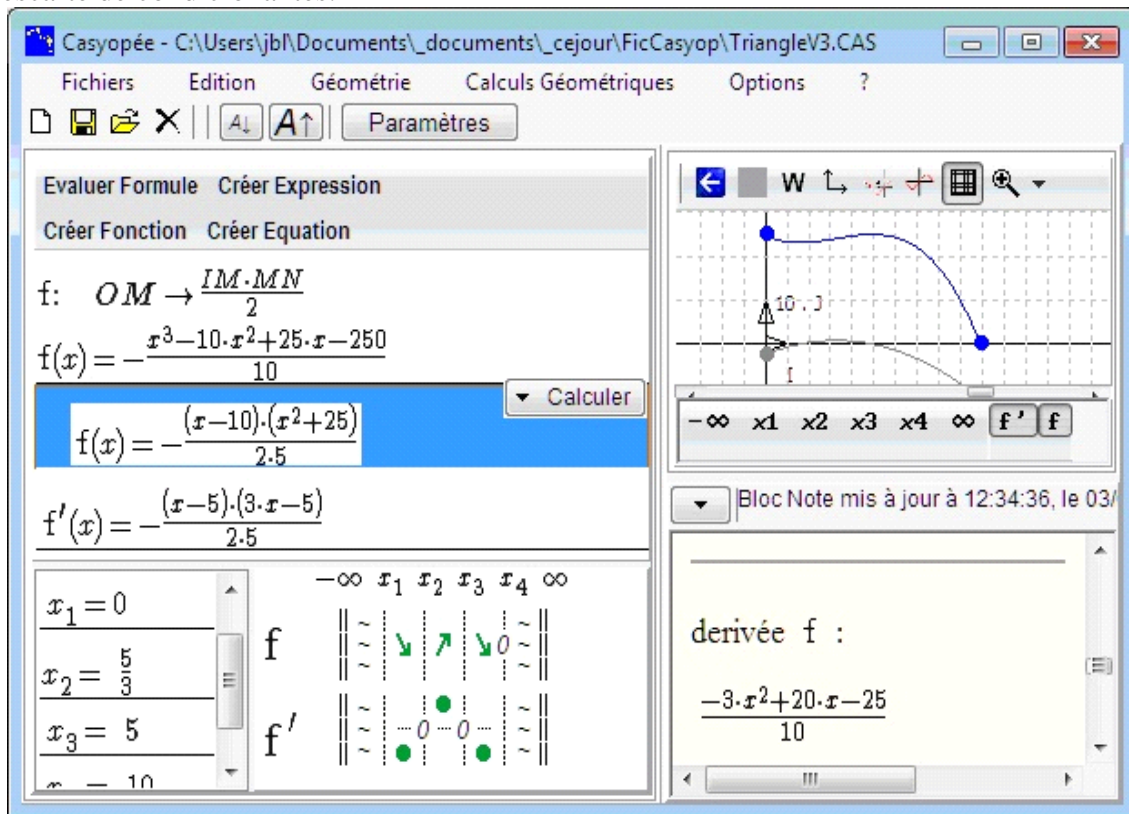 Casyopée - C:\Users\jbl\Documents\_documents\_cejour\FicCasyop\TriangleV3.CAS
Fichiers Edition Géométrie Calculs Géométriques Options ?
A↓ A↑ Paramètres
Evaluer Formule Créer Expression
Créer Fonction Créer Equation
f: OM → IM·MN/2
f(x) = −(x³−10·x²+25·x−250)/10
Calculer
f(x) = −((x−10)·(x²+25))/(2·5)
f′(x) = −((x−5)·(3·x−5))/(2·5)
x₁ = 0
x₂ = 5/3
x₃ = 5
10
−∞ x₁ x₂ x₃ x₄ ∞
f ~ ~ ~ ↘ ↗ ↘ 0 ~ ~ ~
f′ ~ ~ ~ 0 0 ~ ~ ~
W
10 , J
I
−∞ x1 x2 x3 x4 ∞ f ' f
Bloc Note mis à jour à 12:34:36, le 03/
derivée f :
(−3·x²+20·x−25)/10